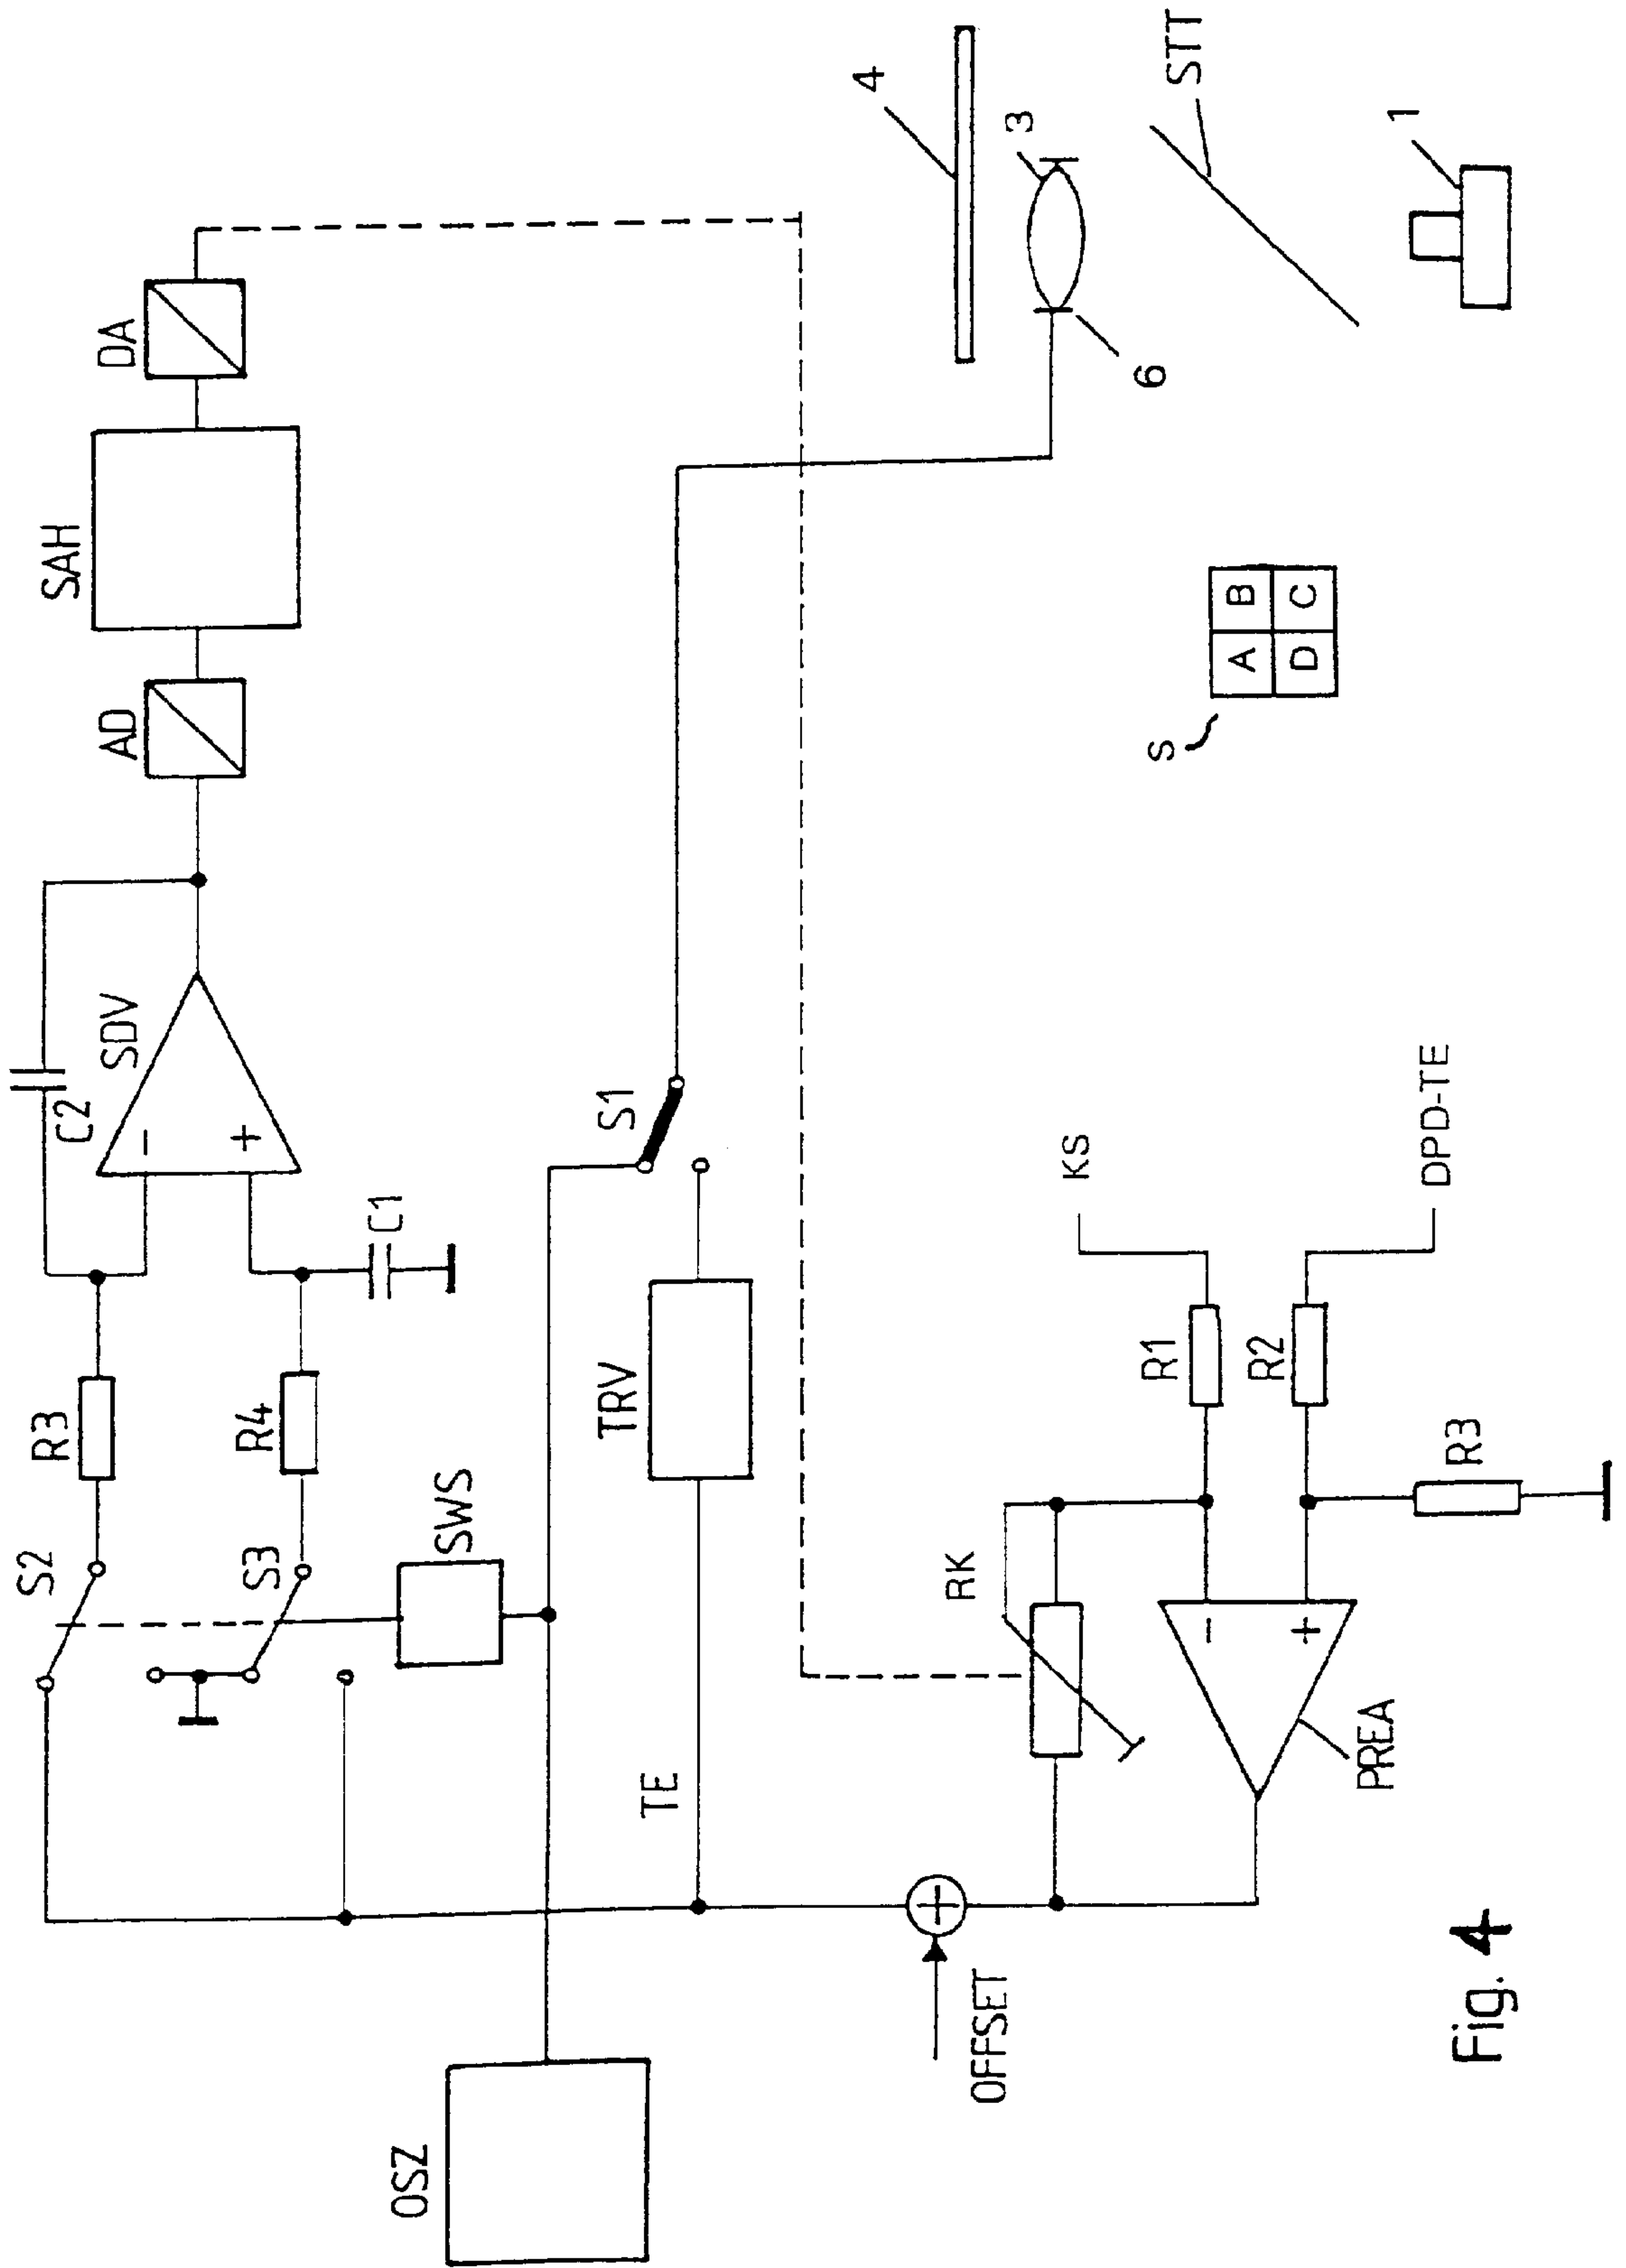 S2
R3
C2
SDV
AD
SAH
DA
−
+
S3
R4
C1
SWS
S1
OSZ
TRV
TE
4
3
6
STT
1
OFFSET
RK
KS
R1
R2
DPD-TE
−
+
PREA
R3
S
A B
D C
Fig. 4